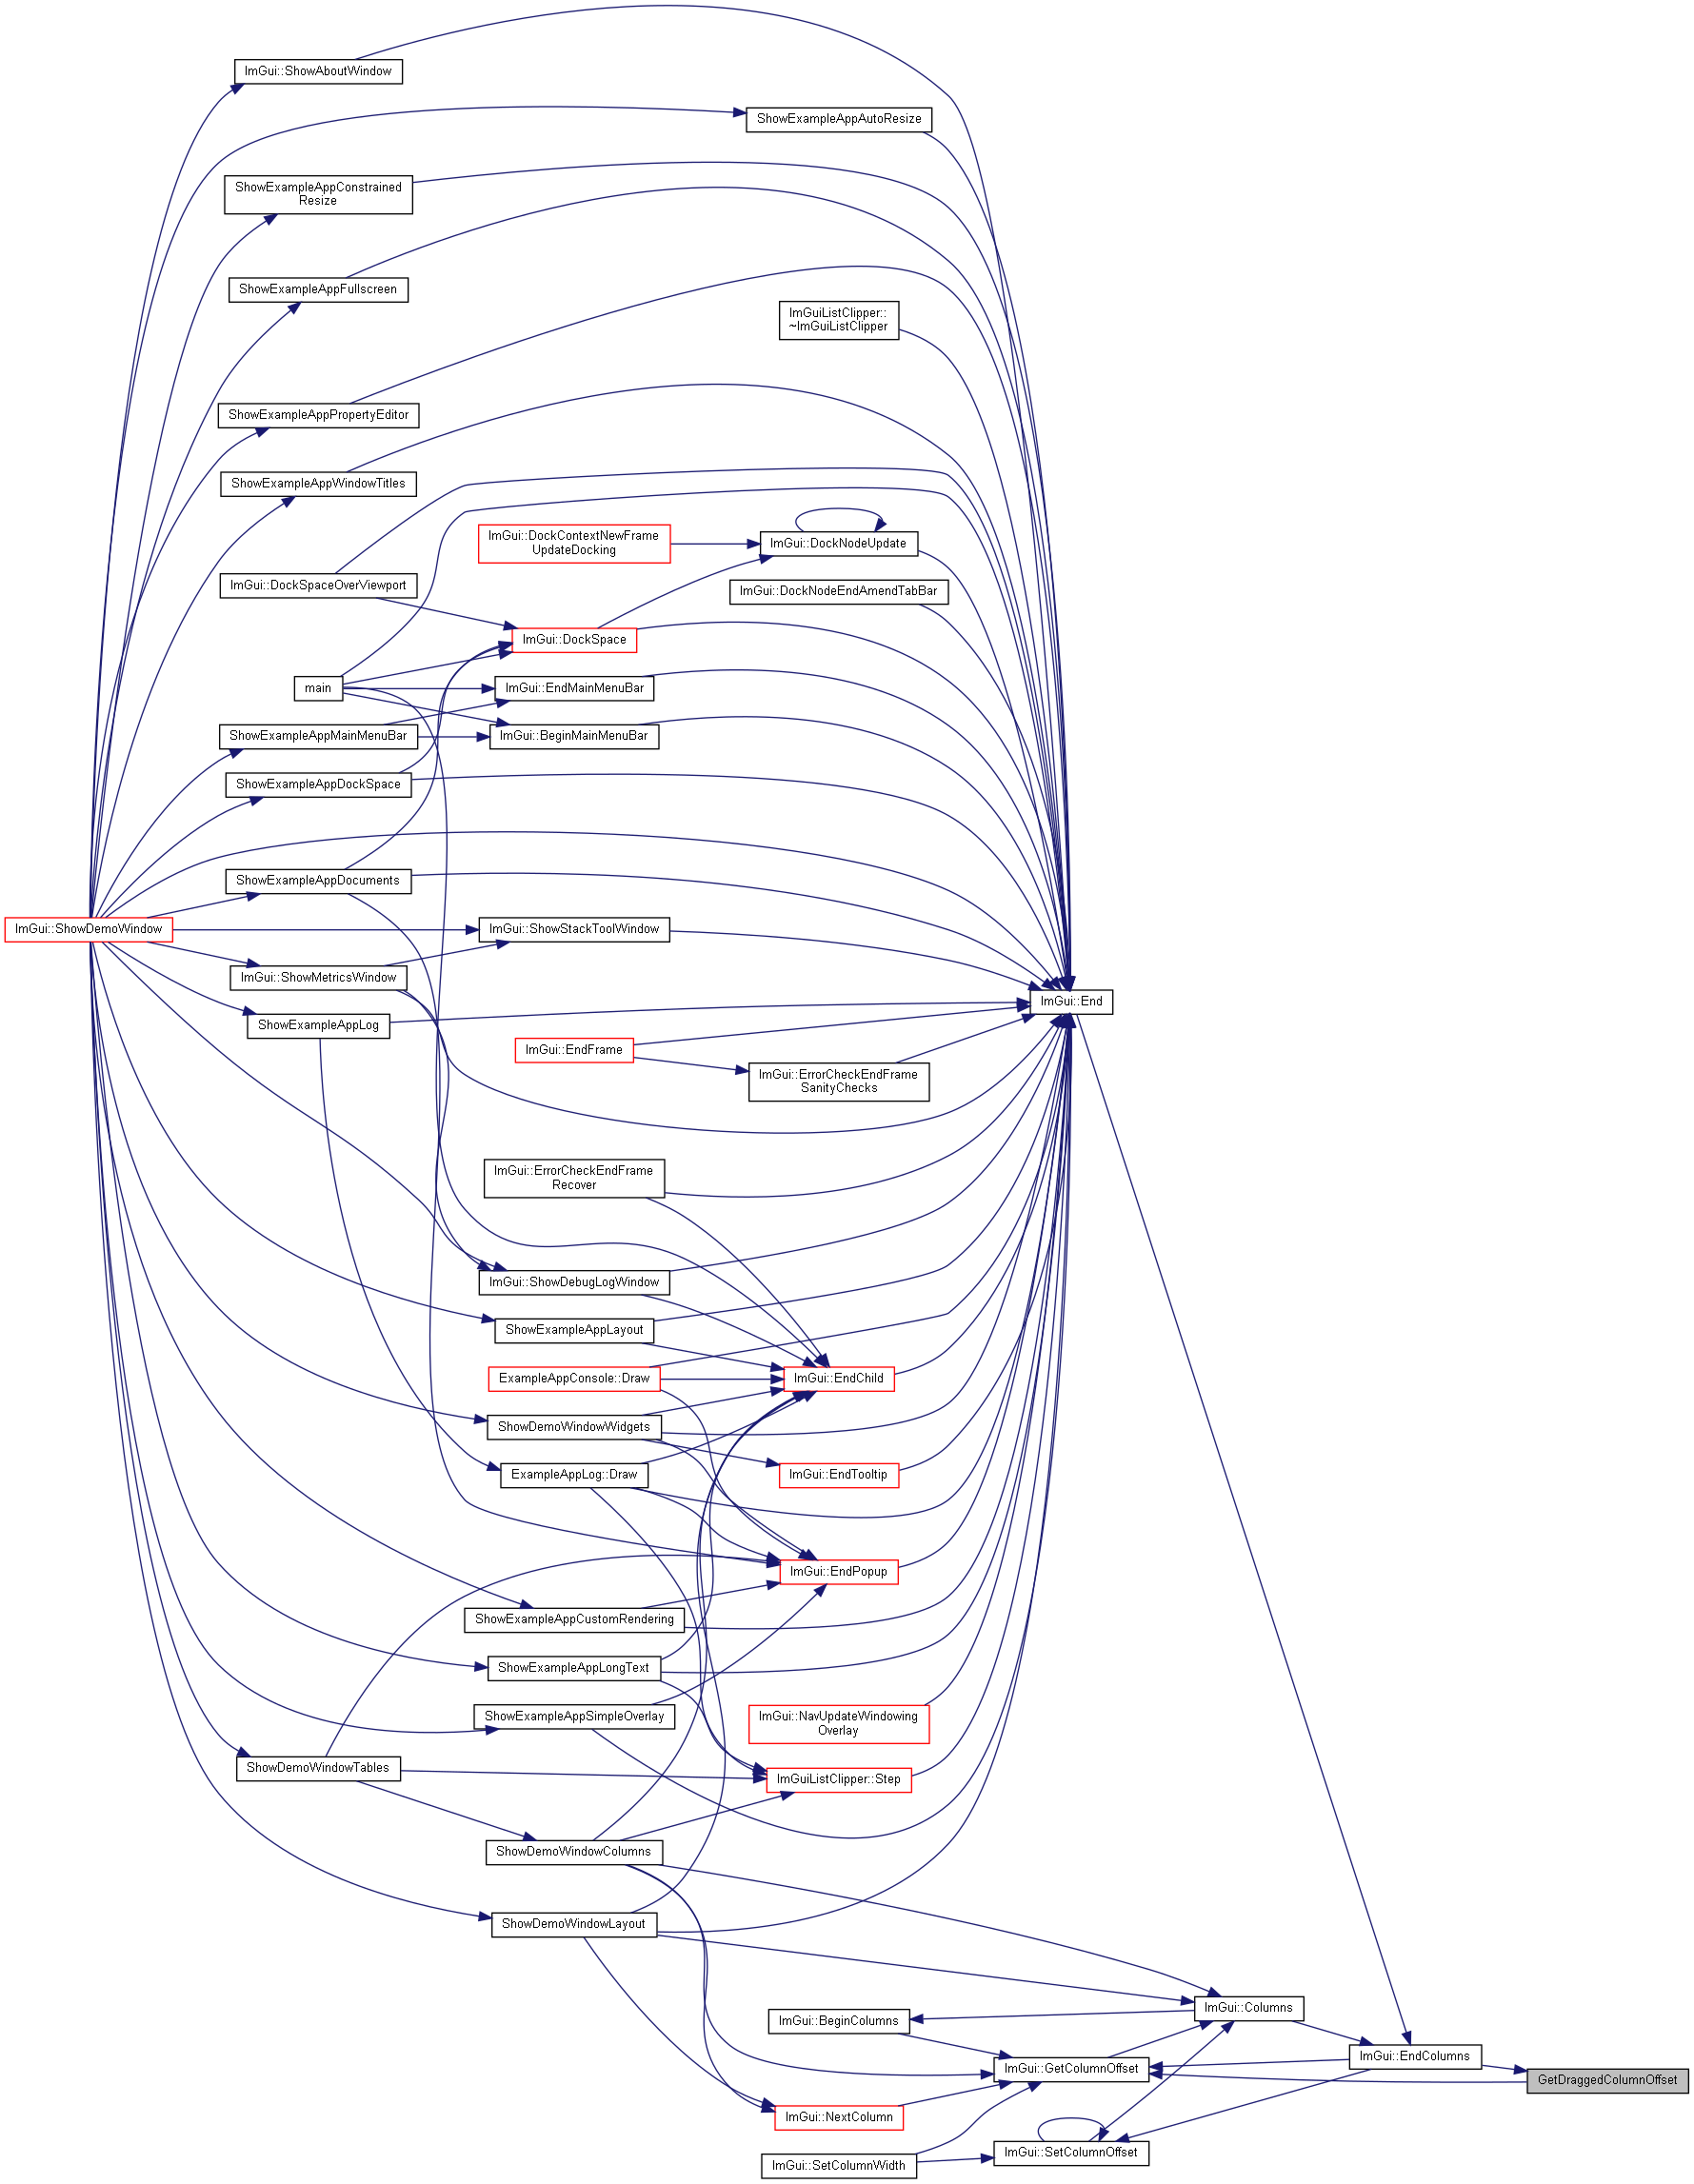 ImGui::ShowAboutWindow
ShowExampleAppAutoResize
ShowExampleAppConstrained
Resize
ShowExampleAppFullscreen
ImGuiListClipper::
~ImGuiListClipper
ShowExampleAppPropertyEditor
ShowExampleAppWindowTitles
ImGui::DockContextNewFrame
UpdateDocking
ImGui::DockNodeUpdate
ImGui::DockSpaceOverViewport
ImGui::DockNodeEndAmendTabBar
ImGui::DockSpace
main
ImGui::EndMainMenuBar
ShowExampleAppMainMenuBar
ImGui::BeginMainMenuBar
ShowExampleAppDockSpace
ShowExampleAppDocuments
ImGui::ShowDemoWindow
ImGui::ShowStackToolWindow
ImGui::ShowMetricsWindow
ImGui::End
ShowExampleAppLog
ImGui::EndFrame
ImGui::ErrorCheckEndFrame
SanityChecks
ImGui::ErrorCheckEndFrame
Recover
ImGui::ShowDebugLogWindow
ShowExampleAppLayout
ExampleAppConsole::Draw
ImGui::EndChild
ShowDemoWindowWidgets
ExampleAppLog::Draw
ImGui::EndTooltip
ImGui::EndPopup
ShowExampleAppCustomRendering
ShowExampleAppLongText
ShowExampleAppSimpleOverlay
ImGui::NavUpdateWindowing
Overlay
ShowDemoWindowTables
ImGuiListClipper::Step
ShowDemoWindowColumns
ShowDemoWindowLayout
ImGui::Columns
ImGui::BeginColumns
ImGui::EndColumns
ImGui::GetColumnOffset
GetDraggedColumnOffset
ImGui::NextColumn
ImGui::SetColumnOffset
ImGui::SetColumnWidth